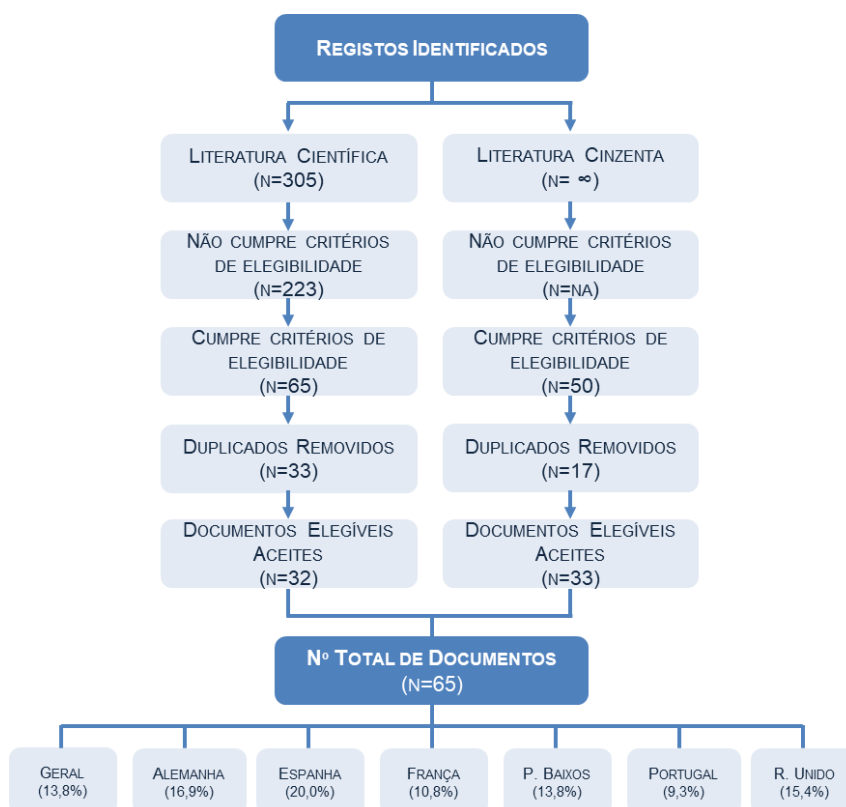 Registos Identificados
Literatura Científica
(n=305)
Literatura Cinzenta
(n= ∞)
Não cumpre critérios
de elegibilidade
(n=223)
Não cumpre critérios
de elegibilidade
(n=na)
Cumpre critérios de
elegibilidade
(n=65)
Cumpre critérios de
elegibilidade
(n=50)
Duplicados Removidos
(n=33)
Duplicados Removidos
(n=17)
Documentos Elegíveis
Aceites
(n=32)
Documentos Elegíveis
Aceites
(n=33)
Nº Total de Documentos
(n=65)
Geral
(13,8%)
Alemanha
(16,9%)
Espanha
(20,0%)
França
(10,8%)
P. Baixos
(13,8%)
Portugal
(9,3%)
R. Unido
(15,4%)